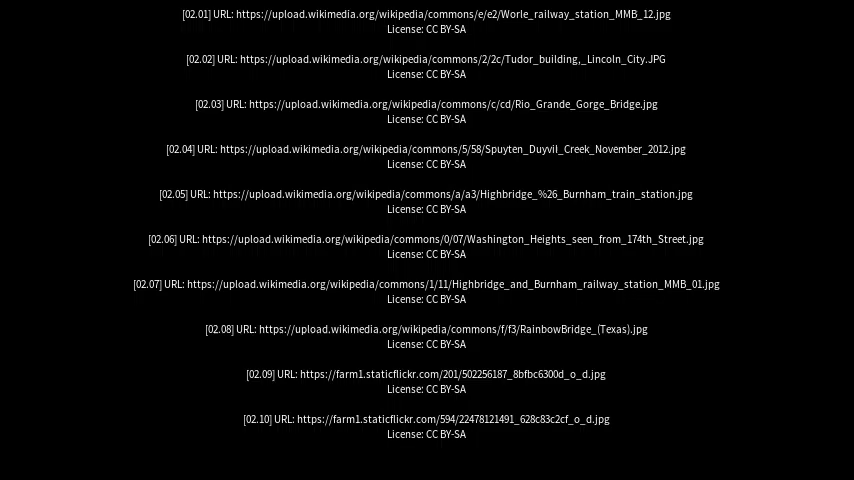 [02.01] URL: https://upload.wikimedia.org/wikipedia/commons/e/e2/Worle_railway_station_MMB_12.jpg
License: CC BY-SA
[02.02] URL: https://upload.wikimedia.org/wikipedia/commons/2/2c/Tudor_building,_Lincoln_City.JPG
License: CC BY-SA
[02.03] URL: https://upload.wikimedia.org/wikipedia/commons/c/cd/Rio_Grande_Gorge_Bridge.jpg
License: CC BY-SA
[02.04] URL: https://upload.wikimedia.org/wikipedia/commons/5/58/Spuyten_Duyvil_Creek_November_2012.jpg
License: CC BY-SA
[02.05] URL: https://upload.wikimedia.org/wikipedia/commons/a/a3/Highbridge_%26_Burnham_train_station.jpg
License: CC BY-SA
[02.06] URL: https://upload.wikimedia.org/wikipedia/commons/0/07/Washington_Heights_seen_from_174th_Street.jpg
License: CC BY-SA
[02.07] URL: https://upload.wikimedia.org/wikipedia/commons/1/11/Highbridge_and_Burnham_railway_station_MMB_01.jpg
License: CC BY-SA
[02.08] URL: https://upload.wikimedia.org/wikipedia/commons/f/f3/RainbowBridge_(Texas).jpg
License: CC BY-SA
[02.09] URL: https://farm1.staticflickr.com/201/502256187_8bfbc6300d_o_d.jpg
License: CC BY-SA
[02.10] URL: https://farm1.staticflickr.com/594/22478121491_628c83c2cf_o_d.jpg
License: CC BY-SA